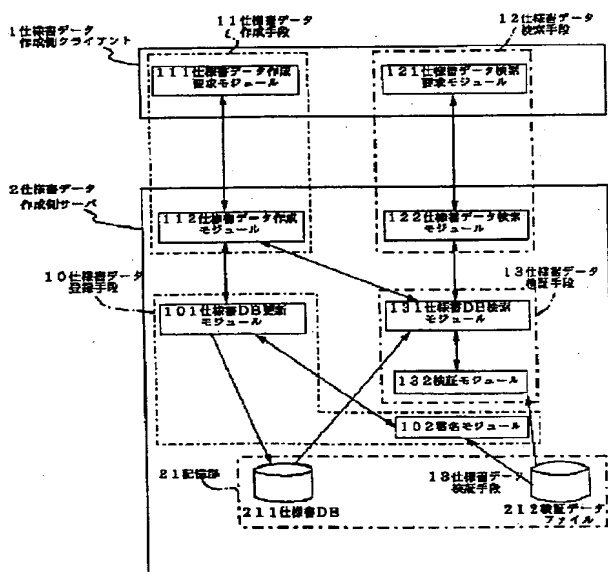 1仕様書データ
作成側クライアント
11仕様書データ
作成手段
12仕様書データ
検索手段
111仕様書データ作成
要求モジュール
121仕様書データ検索
要求モジュール
2仕様書データ
作成側サーバ
112仕様書データ作成
モジュール
122仕様書データ検索
モジュール
10仕様書データ
登録手段
13仕様書データ
検証手段
101仕様書DB更新
モジュール
131仕様書DB検索
モジュール
132検証モジュール
102署名モジュール
21記憶部
13仕様書データ
検証手段
211仕様書DB
212検証データ
ファイル